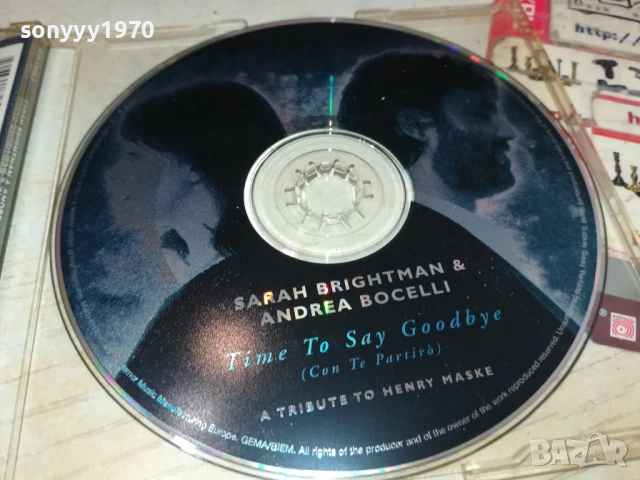 sonyyy1970
http:/
SARAH BRIGHTMAN &
ANDREA BOCELLI
Time To Say Goodbye
(Con Te Partirò)
A TRIBUTE TO HENRY MASKE
Music Manufacturing Europe. GEMA/BIEM. All rights of the producer and of the owner of the work reproduced reserved.
BAZAR